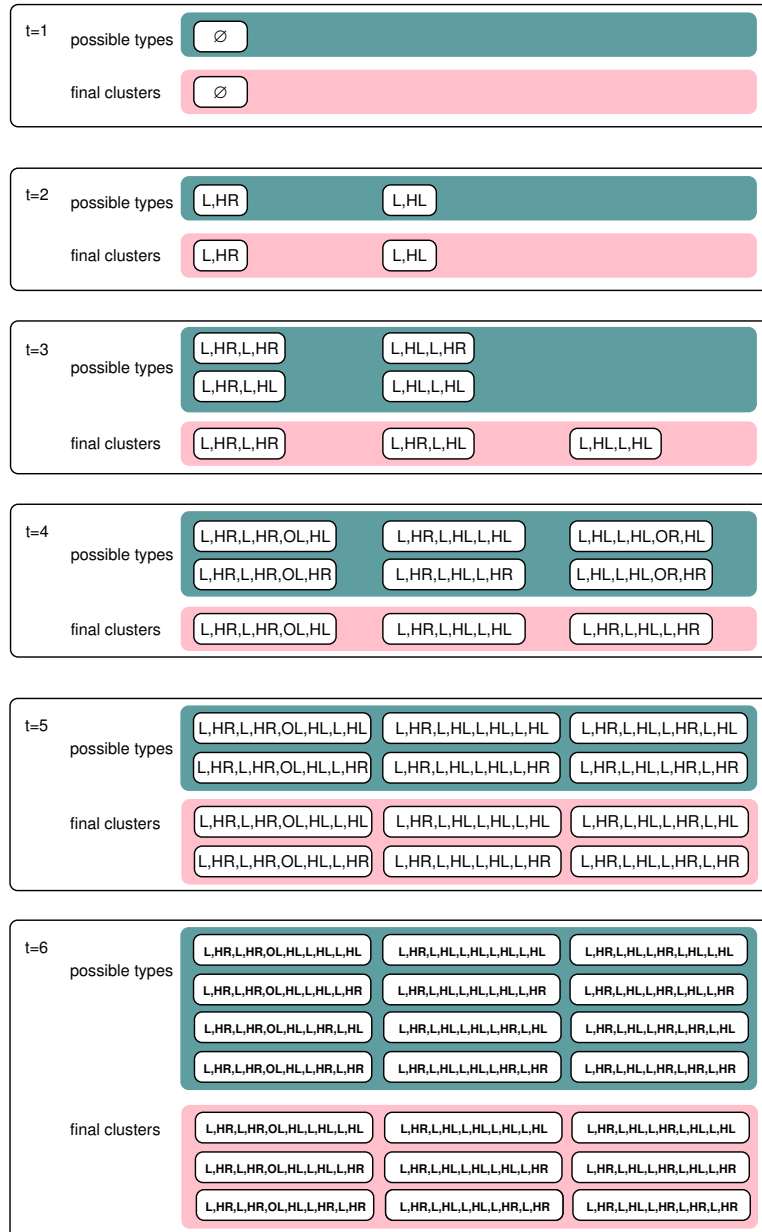 t=1
possible types ∅
final clusters ∅
t=2
possible types L,HR L,HL
final clusters L,HR L,HL
t=3
possible types
L,HR,L,HR L,HL,L,HR
L,HR,L,HL L,HL,L,HL
final clusters L,HR,L,HR L,HR,L,HL L,HL,L,HL
t=4
possible types
L,HR,L,HR,OL,HL L,HR,L,HL,L,HL L,HL,L,HL,OR,HL
L,HR,L,HR,OL,HR L,HR,L,HL,L,HR L,HL,L,HL,OR,HR
final clusters L,HR,L,HR,OL,HL L,HR,L,HL,L,HL L,HR,L,HL,L,HR
t=5
possible types
L,HR,L,HR,OL,HL,L,HL L,HR,L,HL,L,HL,L,HL L,HR,L,HL,L,HR,L,HL
L,HR,L,HR,OL,HL,L,HR L,HR,L,HL,L,HL,L,HR L,HR,L,HL,L,HR,L,HR
final clusters
L,HR,L,HR,OL,HL,L,HL L,HR,L,HL,L,HL,L,HL L,HR,L,HL,L,HR,L,HL
L,HR,L,HR,OL,HL,L,HR L,HR,L,HL,L,HL,L,HR L,HR,L,HL,L,HR,L,HR
t=6
possible types
L,HR,L,HR,OL,HL,L,HL,L,HL L,HR,L,HL,L,HL,L,HL,L,HL L,HR,L,HL,L,HR,L,HL,L,HL
L,HR,L,HR,OL,HL,L,HL,L,HR L,HR,L,HL,L,HL,L,HL,L,HR L,HR,L,HL,L,HR,L,HL,L,HR
L,HR,L,HR,OL,HL,L,HR,L,HL L,HR,L,HL,L,HL,L,HR,L,HL L,HR,L,HL,L,HR,L,HR,L,HL
L,HR,L,HR,OL,HL,L,HR,L,HR L,HR,L,HL,L,HL,L,HR,L,HR L,HR,L,HL,L,HR,L,HR,L,HR
final clusters
L,HR,L,HR,OL,HL,L,HL,L,HL L,HR,L,HL,L,HL,L,HL,L,HL L,HR,L,HL,L,HR,L,HL,L,HL
L,HR,L,HR,OL,HL,L,HL,L,HR L,HR,L,HL,L,HL,L,HL,L,HR L,HR,L,HL,L,HR,L,HL,L,HR
L,HR,L,HR,OL,HL,L,HR,L,HR L,HR,L,HL,L,HL,L,HR,L,HR L,HR,L,HL,L,HR,L,HR,L,HR